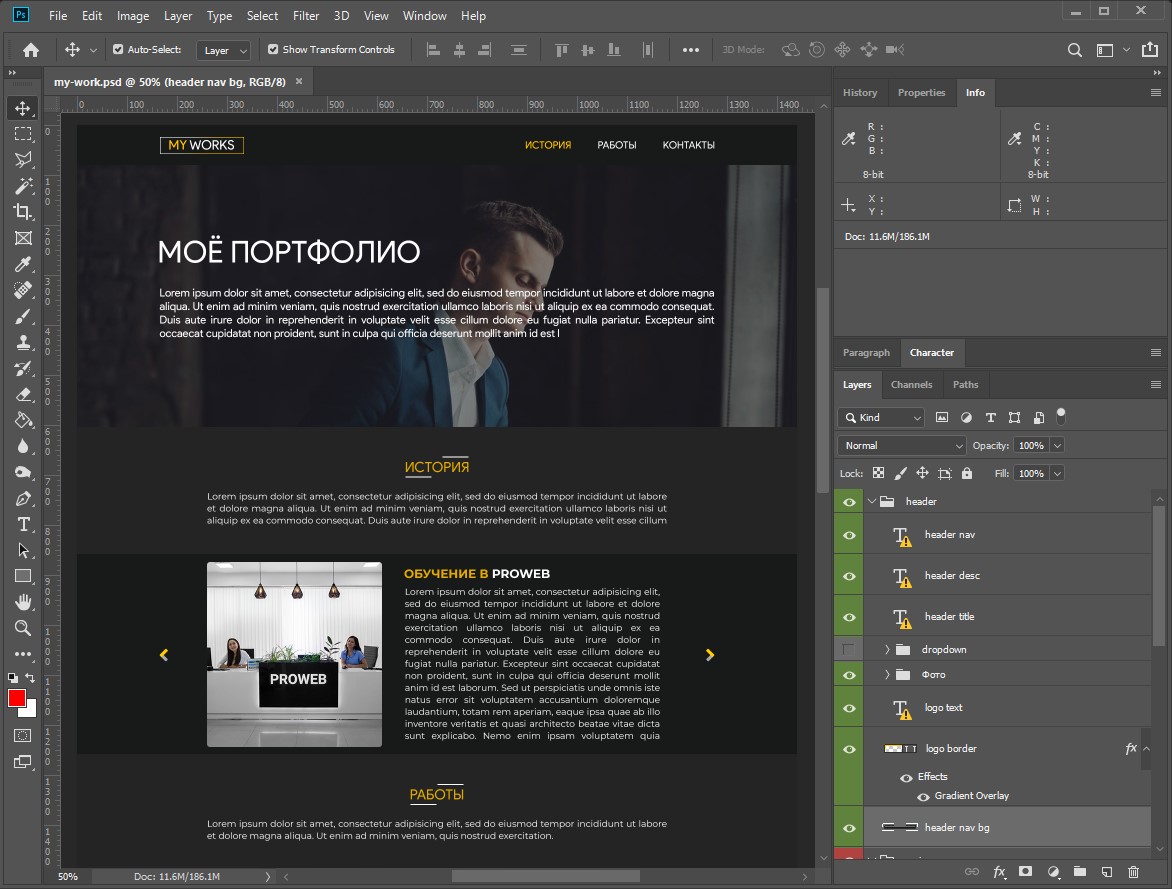 Ps File Edit Image Layer Type Select Filter 3D View Window Help
Auto-Select: Layer Show Transform Controls 3D Mode:
my-work.psd @ 50% (header nav bg, RGB/8)
0 100 200 300 400 500 600 700 800 900 1000 1100 1200 1300 1400
0
100
200
300
400
500
600
700
800
900
1000
1100
1200
1300
1400
MY WORKS
ИСТОРИЯ РАБОТЫ КОНТАКТЫ
МОЁ ПОРТФОЛИО
Lorem ipsum dolor sit amet, consectetur adipisicing elit, sed do eiusmod tempor incididunt ut labore et dolore magna
aliqua. Ut enim ad minim veniam, quis nostrud exercitation ullamco laboris nisi ut aliquip ex ea commodo consequat.
Duis aute irure dolor in reprehenderit in voluptate velit esse cillum dolore eu fugiat nulla pariatur. Excepteur sint
occaecat cupidatat non proident, sunt in culpa qui officia deserunt mollit anim id est l
ИСТОРИЯ
Lorem ipsum dolor sit amet, consectetur adipisicing elit, sed do eiusmod tempor incididunt ut labore
et dolore magna aliqua. Ut enim ad minim veniam, quis nostrud exercitation ullamco laboris nisi ut
aliquip ex ea commodo consequat. Duis aute irure dolor in reprehenderit in voluptate velit esse cillum
PROWEB
ОБУЧЕНИЕ В PROWEB
Lorem ipsum dolor sit amet, consectetur adipisicing elit,
sed do eiusmod tempor incididunt ut labore et dolore
magna aliqua. Ut enim ad minim veniam, quis nostrud
exercitation ullamco laboris nisi ut aliquip ex ea
commodo consequat. Duis aute irure dolor in
reprehenderit in voluptate velit esse cillum dolore eu
fugiat nulla pariatur. Excepteur sint occaecat cupidatat
non proident, sunt in culpa qui officia deserunt mollit
anim id est laborum. Sed ut perspiciatis unde omnis iste
natus error sit voluptatem accusantium doloremque
laudantium, totam rem aperiam, eaque ipsa quae ab illo
inventore veritatis et quasi architecto beatae vitae dicta
sunt explicabo. Nemo enim ipsam voluptatem quia
РАБОТЫ
Lorem ipsum dolor sit amet, consectetur adipisicing elit, sed do eiusmod tempor incididunt ut labore
et dolore magna aliqua. Ut enim ad minim veniam, quis nostrud exercitation.
50% Doc: 11.6M/186.1M
History Properties Info
R : C :
G : M :
B : Y :
K :
8-bit 8-bit
X : W :
Y : H :
Doc: 11.6M/186.1M
Paragraph Character
Layers Channels Paths
Kind
Normal Opacity: 100%
Lock: Fill: 100%
header
header nav
header desc
header title
dropdown
Фото
logo text
logo border fx
Effects
Gradient Overlay
header nav bg
fx